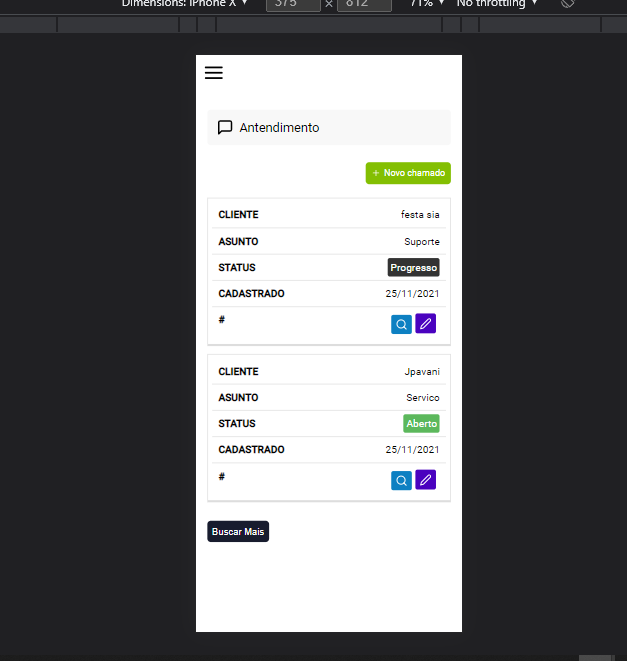 Dimensions: iPhone X ▼ 375 × 812 71% ▼ No throttling ▼
Antendimento
+ Novo chamado
CLIENTE festa sia
ASUNTO Suporte
STATUS Progresso
CADASTRADO 25/11/2021
#
CLIENTE Jpavani
ASUNTO Servico
STATUS Aberto
CADASTRADO 25/11/2021
#
Buscar Mais